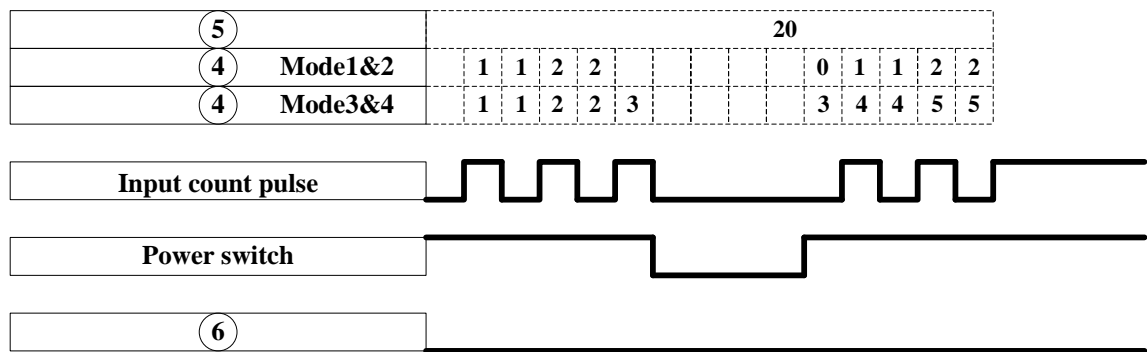 ⑤ 20
④ Mode1&2 1 1 2 2 0 1 1 2 2
④ Mode3&4 1 1 2 2 3 3 4 4 5 5
Input count pulse
Power switch
⑥